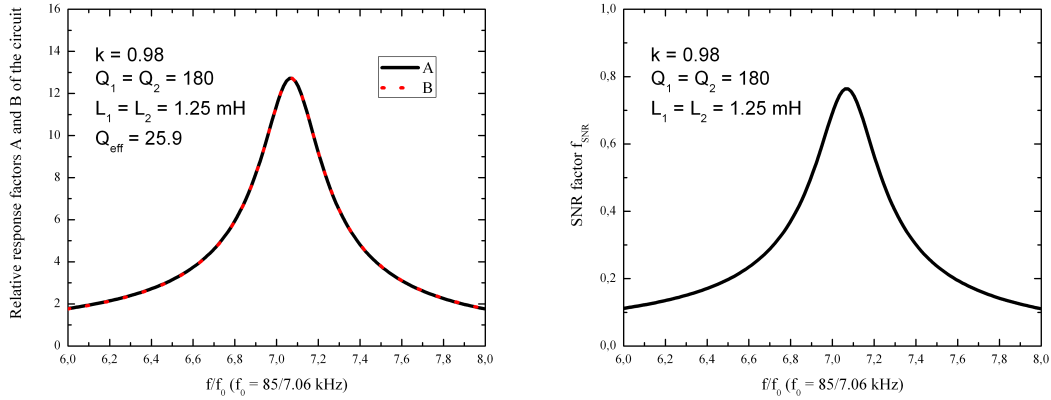 Relative response factors A and B of the circuit
16
14
12
10
8
6
4
2
0
k = 0.98
Q₁ = Q₂ = 180
L₁ = L₂ = 1.25 mH
Q_eff = 25.9
A
B
6,0 6,2 6,4 6,6 6,8 7,0 7,2 7,4 7,6 7,8 8,0
f/f₀ (f₀ = 85/7.06 kHz)
SNR factor f_SNR
1,0
0,8
0,6
0,4
0,2
0,0
k = 0.98
Q₁ = Q₂ = 180
L₁ = L₂ = 1.25 mH
6,0 6,2 6,4 6,6 6,8 7,0 7,2 7,4 7,6 7,8 8,0
f/f₀ (f₀ = 85/7.06 kHz)